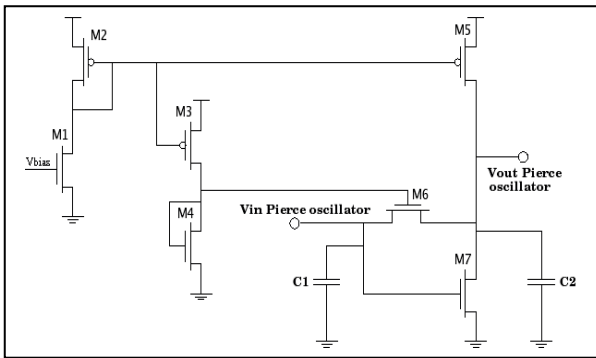 M2
M5
M3
M1
Vbias
Vout Pierce
oscillator
M6
Vin Pierce oscillator
M4
M7
C1
C2